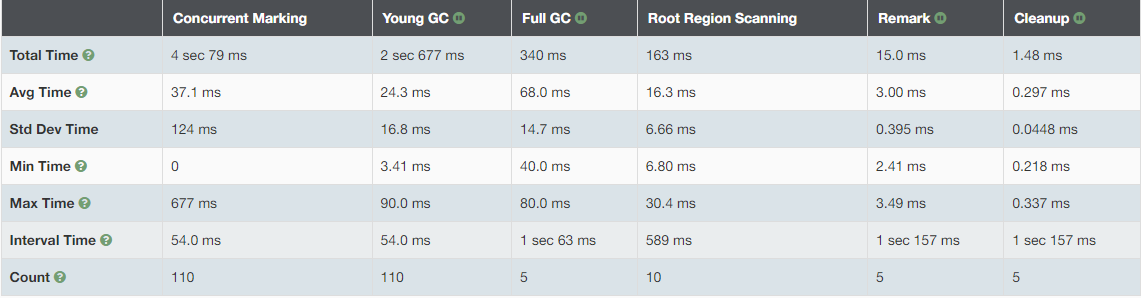 Concurrent Marking Young GC Full GC Root Region Scanning Remark Cleanup
Total Time 4 sec 79 ms 2 sec 677 ms 340 ms 163 ms 15.0 ms 1.48 ms
Avg Time 37.1 ms 24.3 ms 68.0 ms 16.3 ms 3.00 ms 0.297 ms
Std Dev Time 124 ms 16.8 ms 14.7 ms 6.66 ms 0.395 ms 0.0448 ms
Min Time 0 3.41 ms 40.0 ms 6.80 ms 2.41 ms 0.218 ms
Max Time 677 ms 90.0 ms 80.0 ms 30.4 ms 3.49 ms 0.337 ms
Interval Time 54.0 ms 54.0 ms 1 sec 63 ms 589 ms 1 sec 157 ms 1 sec 157 ms
Count 110 110 5 10 5 5